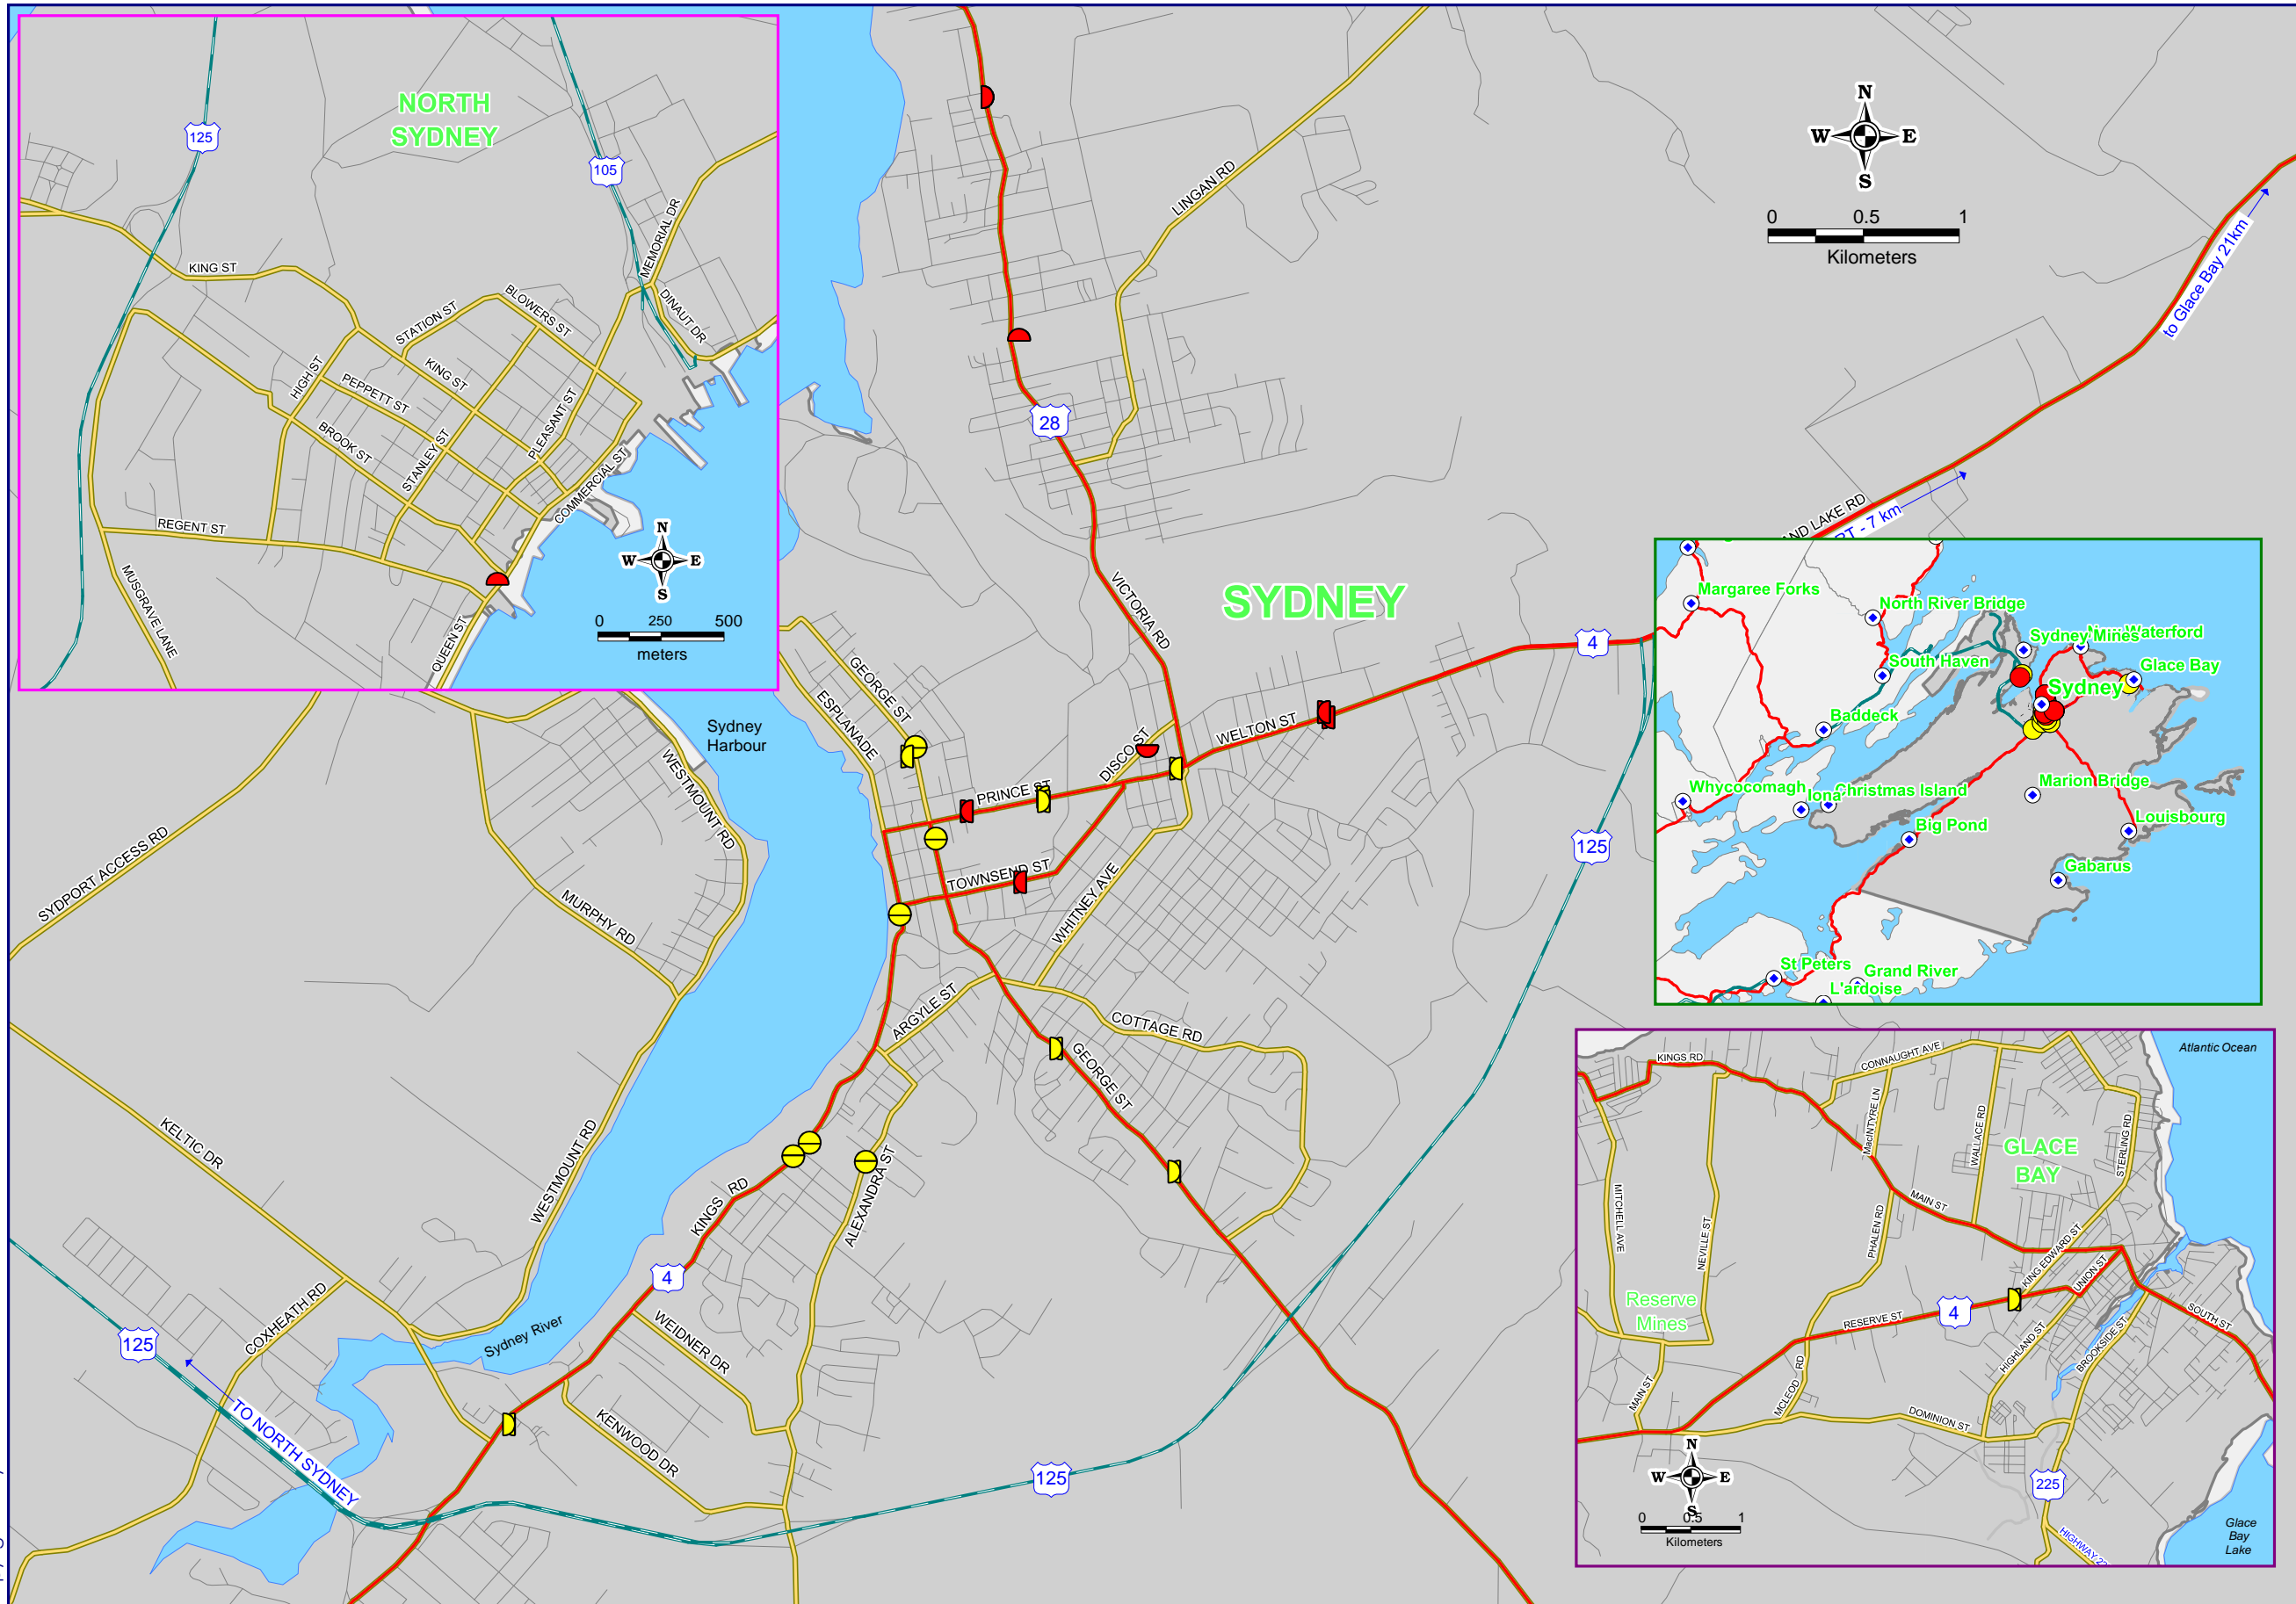 NORTH
SYDNEY
125
105
KING ST
MEMORIAL DR
DINAUT DR
STATION ST
BLOWERS ST
HIGH ST
PEPPETT ST
KING ST
BROOK ST
STANLEY ST
PLEASANT ST
COMMERCIAL ST
REGENT ST
MUSGRAVE LANE
QUEEN ST
N
W E
S
0 250 500
meters
LINGAN RD
28
N
W E
S
0 0.5 1
Kilometers
to Glace Bay 21km
VICTORIA RD
SYDNEY
4
AND LAKE RD
RT - 7 km
GEORGE ST
ESPLANADE
Sydney
Harbour
WESTMOUNT RD
DISCO ST
WELTON ST
PRINCE ST
TOWNSEND ST
WHITNEY AVE
125
SYDPORT ACCESS RD
MURPHY RD
ARGYLE ST
COTTAGE RD
GEORGE ST
KELTIC DR
WESTMOUNT RD
KINGS RD
ALEXANDRA ST
4
COXHEATH RD
Sydney River
WEIDNER DR
KENWOOD DR
125
TO NORTH SYDNEY
125
Margaree Forks
North River Bridge
Sydney Mines
Waterford
South Haven
Glace Bay
Sydney
Baddeck
Marion Bridge
Whycocomagh
Iona
Christmas Island
Big Pond
Louisbourg
Gabarus
St Peters
Grand River
L'ardoise
Atlantic Ocean
KINGS RD
CONNAUGHT AVE
MacINTYRE LN
WALLACE RD
STERLING RD
GLACE
BAY
MITCHELL AVE
NEVILLE ST
PHALEN RD
MAIN ST
KING EDWARD ST
UNION ST
Reserve
Mines
4
RESERVE ST
SOUTH ST
HIGHLAND ST
BROOKSIDE ST
MAIN ST
MCLEOD RD
DOMINION ST
N
W E
S
0 0.5 1
Kilometers
225
HIGHWAY
Glace
Bay
Lake